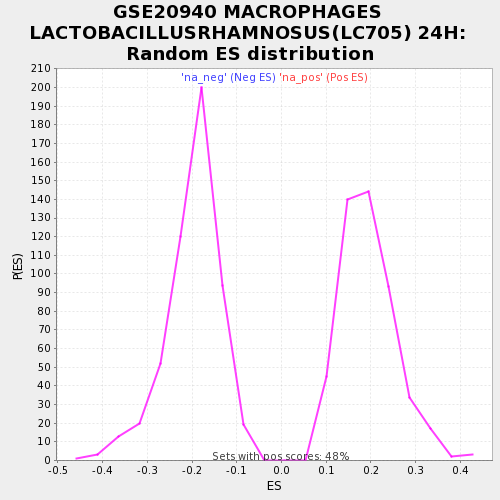 GSE20940 MACROPHAGES
LACTOBACILLUSRHAMNOSUS(LC705) 24H:
Random ES distribution
'na_neg' (Neg ES) 'na_pos' (Pos ES)
210
200
190
180
170
160
150
140
130
120
110
100
90
80
70
60
50
40
30
20
10
0
P(ES)
Sets with pos scores: 48%
-0.5 -0.4 -0.3 -0.2 -0.1 0.0 0.1 0.2 0.3 0.4
ES